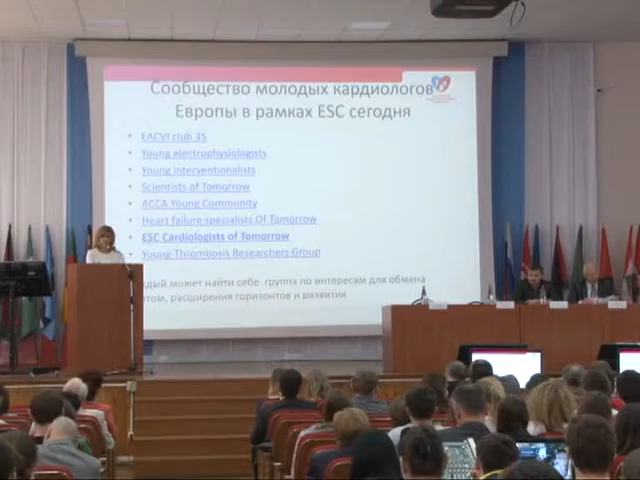 Сообщество молодых кардиологов
Европы в рамках ESC сегодня
• EACVI club 35
• Young electrophysiologists
• Young interventionalists
• Scientists of Tomorrow
• ACCA Young Community
• Heart failure specialists Of Tomorrow
• ESC Cardiologists of Tomorrow
• Young Thrombosis Researchers Group
ждый может найти себе группа по интересам для обмена
том, расширения горизонтов и развития